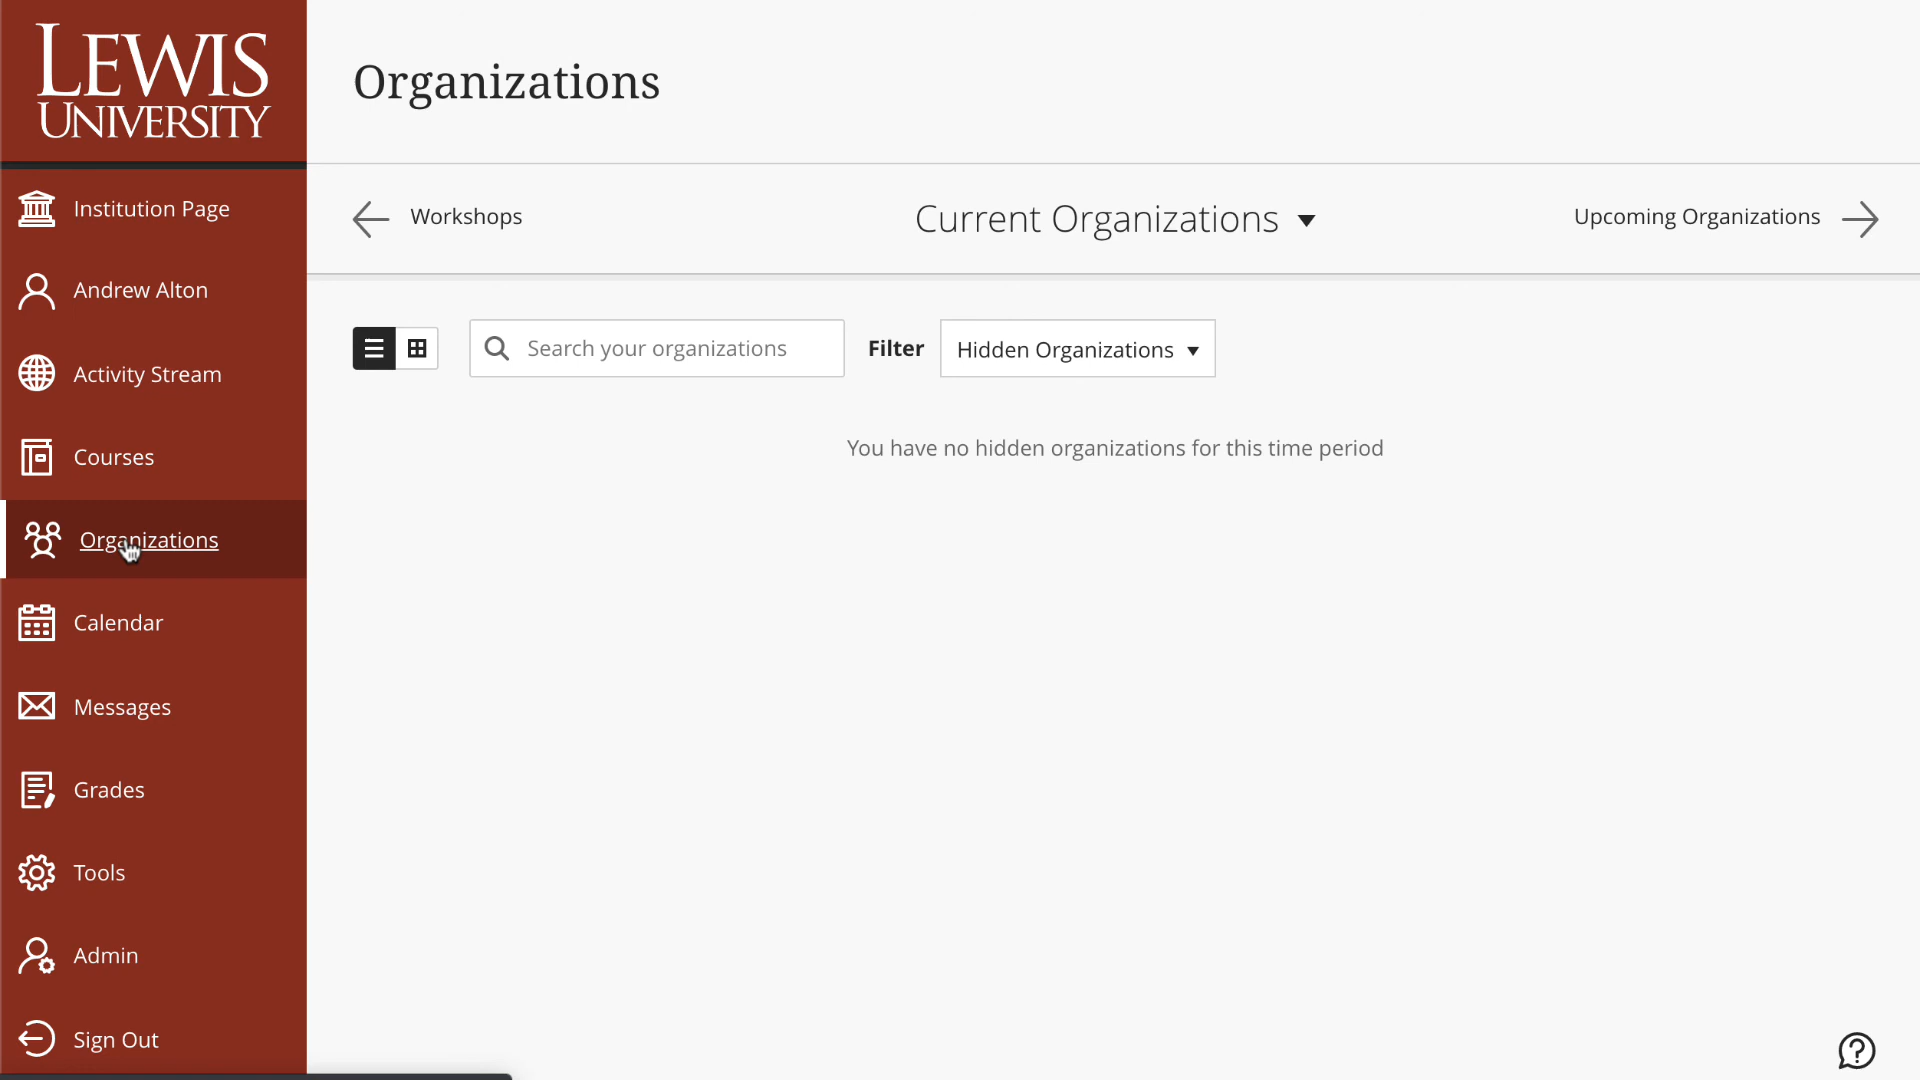 LEWIS
UNIVERSITY
Institution Page
Andrew Alton
Activity Stream
Courses
Organizations
Calendar
Messages
Grades
Tools
Admin
Sign Out
Organizations
Workshops
Current Organizations
Upcoming Organizations
Search your organizations
Filter
Hidden Organizations
You have no hidden organizations for this time period